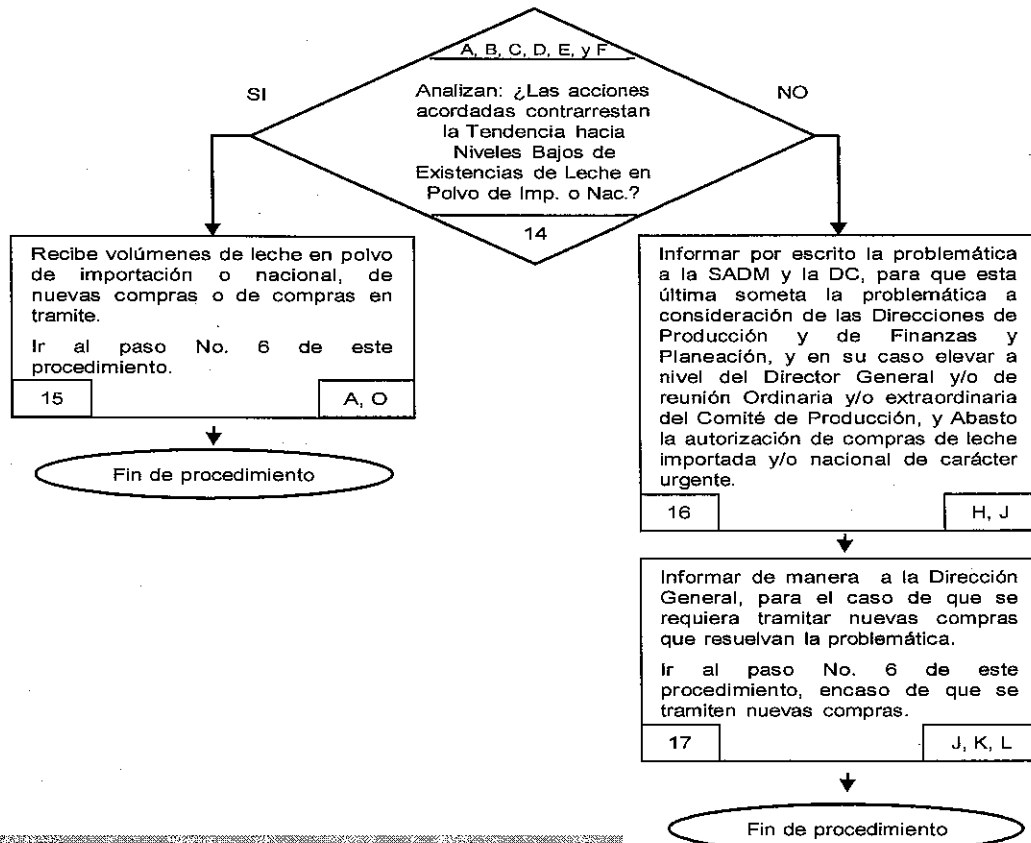 A, B, C, D, E, y F
SI
NO
Analizan: ¿Las acciones
acordadas contrarrestan
la Tendencia hacia
Niveles Bajos de
Existencias de Leche en
Polvo de Imp. o Nac.?
14
Recibe volúmenes de leche en polvo
de importación o nacional, de
nuevas compras o de compras en
tramite.
Ir al paso No. 6 de este
procedimiento.
15
A, O
Fin de procedimiento
Informar por escrito la problemática
a la SADM y la DC, para que esta
última someta la problemática a
consideración de las Direcciones de
Producción y de Finanzas y
Planeación, y en su caso elevar a
nivel del Director General y/o de
reunión Ordinaria y/o extraordinaria
del Comité de Producción, y Abasto
la autorización de compras de leche
importada y/o nacional de carácter
urgente.
16
H, J
Informar de manera a la Dirección
General, para el caso de que se
requiera tramitar nuevas compras
que resuelvan la problemática.
Ir al paso No. 6 de este
procedimiento, encaso de que se
tramiten nuevas compras.
17
J, K, L
Fin de procedimiento